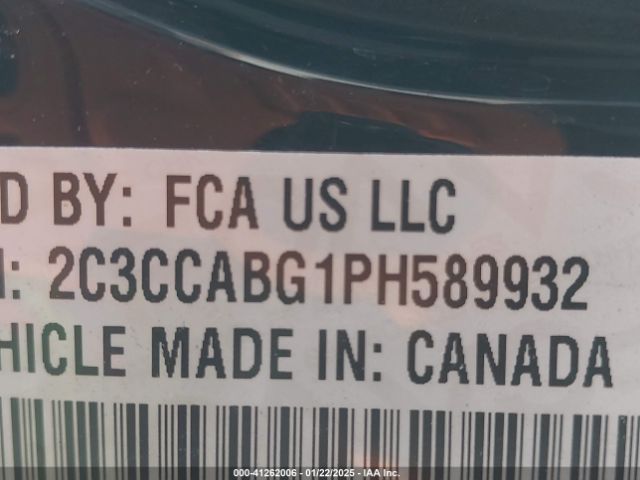 D BY: FCA US LLC
: 2C3CCABG1PH589932
HICLE MADE IN: CANADA
000-41262006 - 01/22/2025 - IAA Inc.